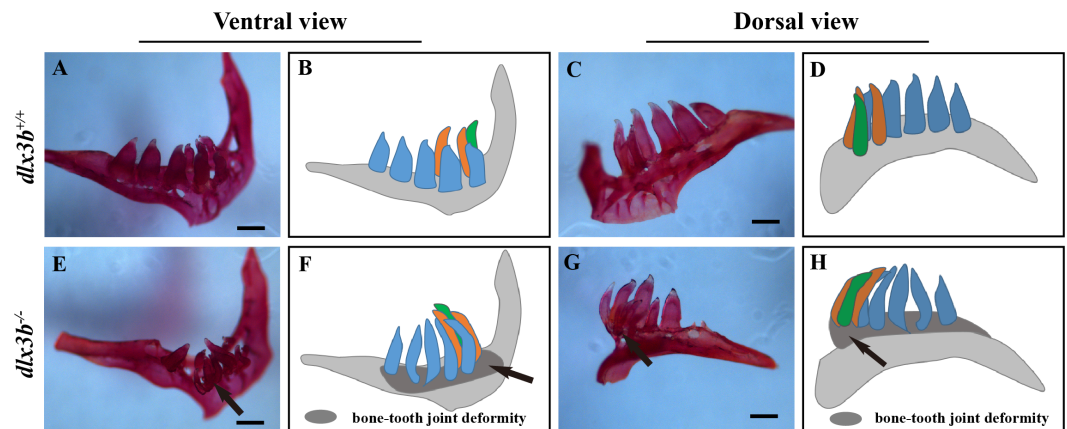 Ventral view Dorsal view
dlx3b+/+
A B C D
dlx3b-/-
E F G H
bone-tooth joint deformity bone-tooth joint deformity